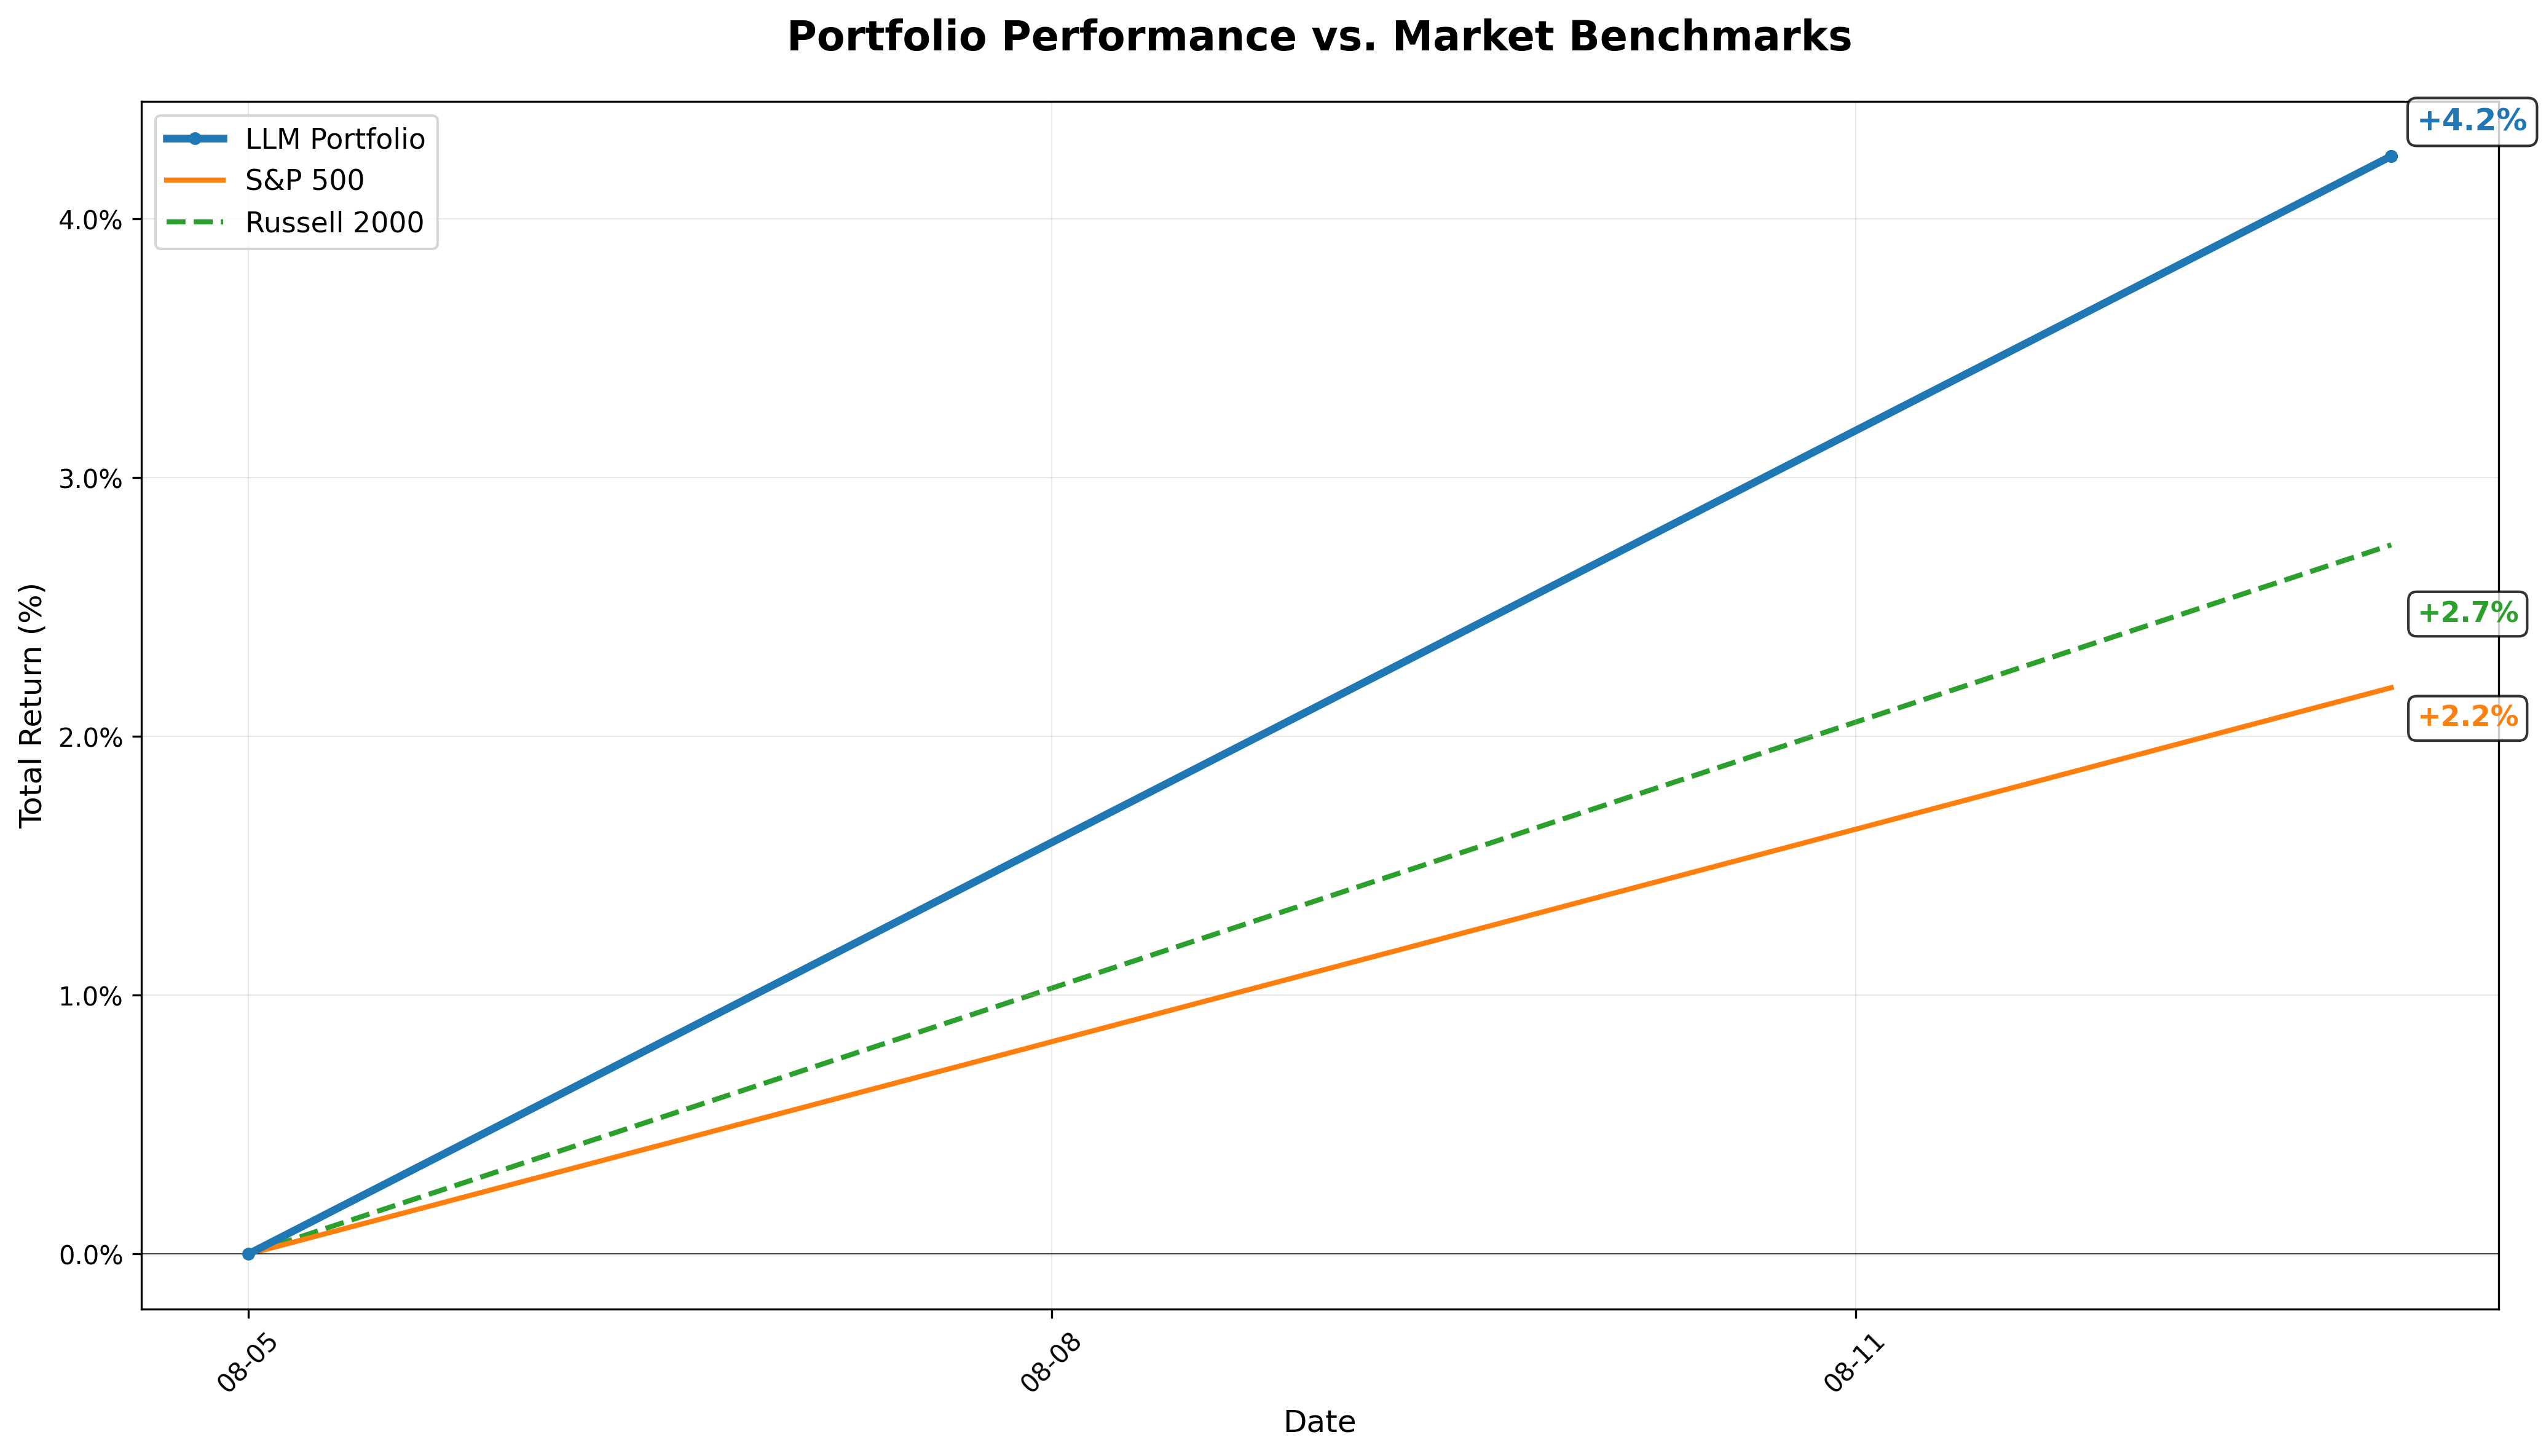 Portfolio Performance vs. Market Benchmarks
LLM Portfolio
S&P 500
Russell 2000
+4.2%
+2.7%
+2.2%
Total Return (%)
4.0%
3.0%
2.0%
1.0%
0.0%
08-05
08-08
08-11
Date